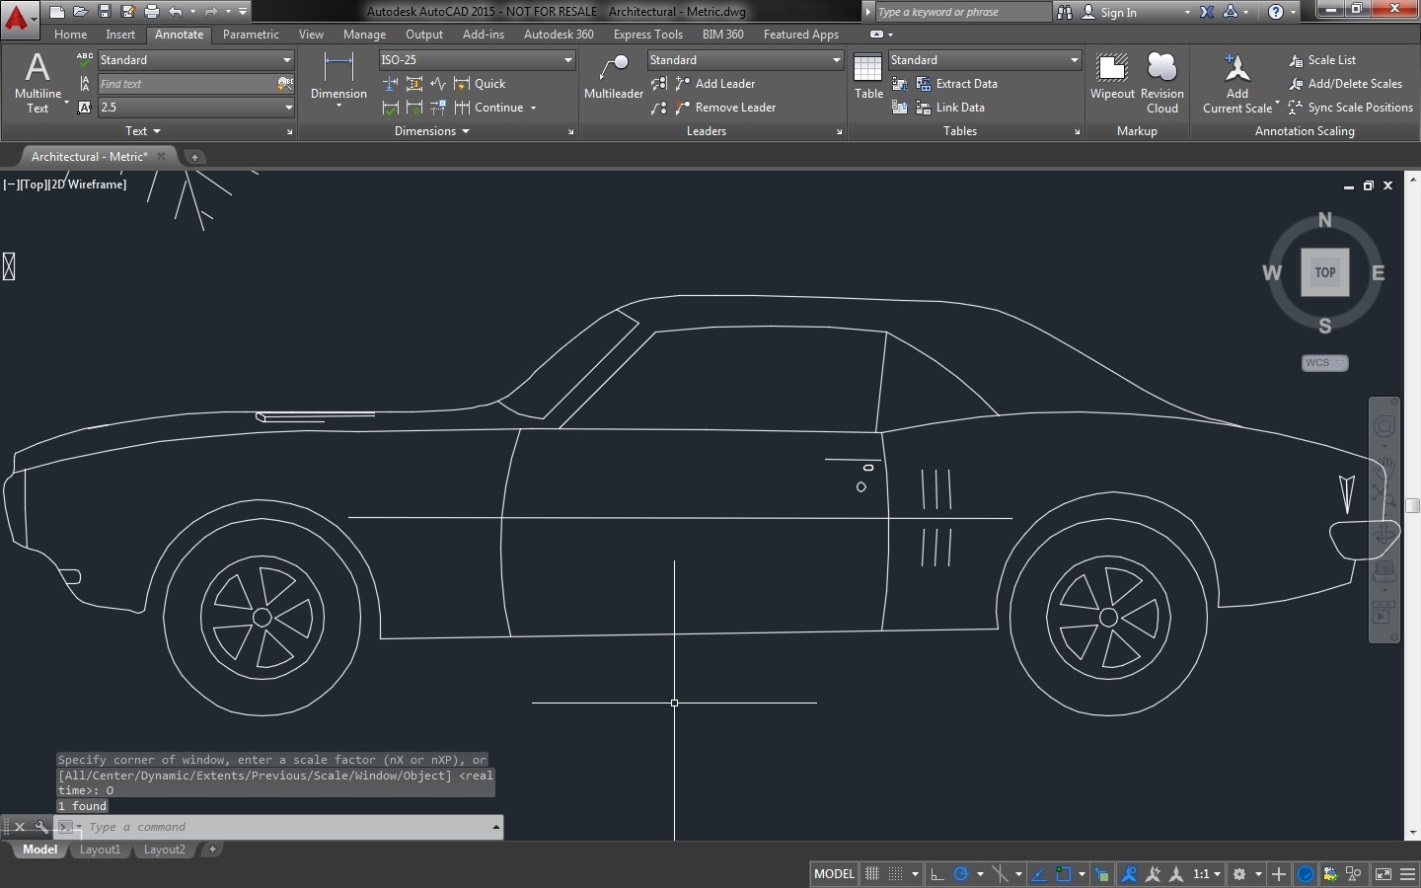 Autodesk AutoCAD 2015 - NOT FOR RESALE Architectural - Metric.dwg
Type a keyword or phrase
Sign In
Home Insert Annotate Parametric View Manage Output Add-ins Autodesk 360 Express Tools BIM 360 Featured Apps
A
Multiline
Text
ABC
Standard
Find text
ABC
2.5
Text
Dimension
ISO-25
Quick
Continue
Dimensions
Multileader
Standard
Add Leader
Remove Leader
Leaders
Table
Standard
Extract Data
Link Data
Tables
Wipeout
Revision
Cloud
Markup
Add
Current Scale
Scale List
Add/Delete Scales
Sync Scale Positions
Annotation Scaling
Architectural - Metric*
[−][Top][2D Wireframe]
N
W TOP E
S
WCS
Specify corner of window, enter a scale factor (nX or nXP), or
[All/Center/Dynamic/Extents/Previous/Scale/Window/Object] <real
time>: O
1 found
Type a command
Model Layout1 Layout2
MODEL 1:1